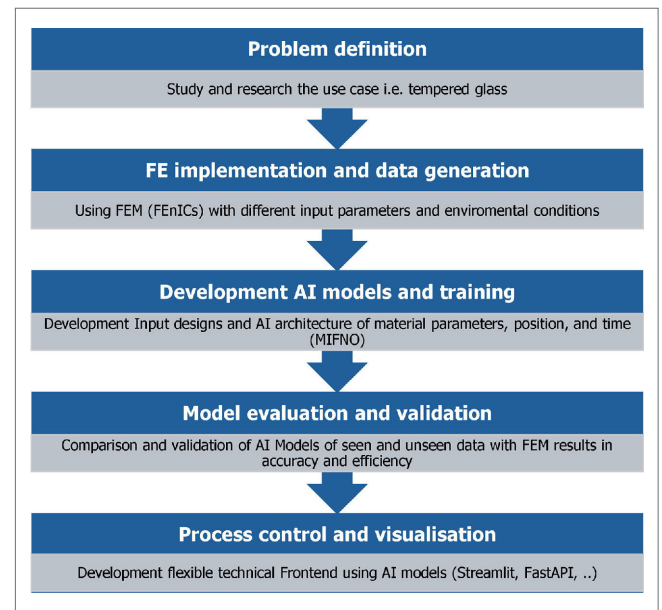 Problem definition
Study and research the use case i.e. tempered glass
FE implementation and data generation
Using FEM (FEnICs) with different input parameters and enviromental conditions
Development AI models and training
Development Input designs and AI architecture of material parameters, position, and time
(MIFNO)
Model evaluation and validation
Comparison and validation of AI Models of seen and unseen data with FEM results in
accuracy and efficiency
Process control and visualisation
Development flexible technical Frontend using AI models (Streamlit, FastAPI, ..)